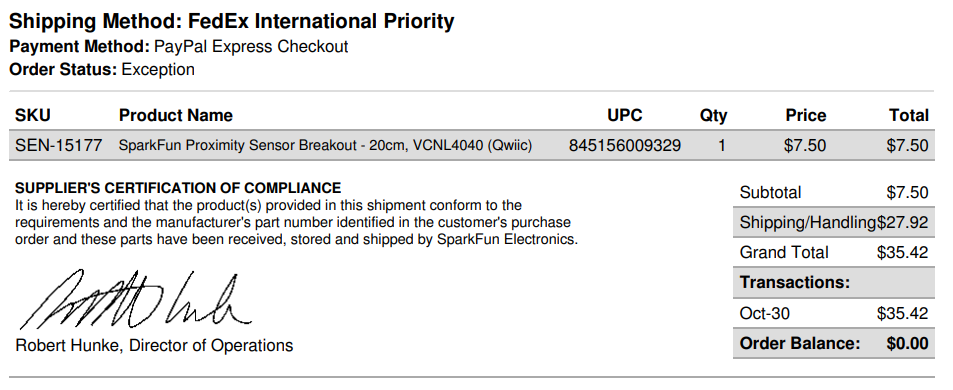 Shipping Method: FedEx International Priority
Payment Method: PayPal Express Checkout
Order Status: Exception
SKU Product Name UPC Qty Price Total
SEN-15177 SparkFun Proximity Sensor Breakout - 20cm, VCNL4040 (Qwiic) 845156009329 1 $7.50 $7.50
SUPPLIER'S CERTIFICATION OF COMPLIANCE
It is hereby certified that the product(s) provided in this shipment conform to the
requirements and the manufacturer's part number identified in the customer's purchase
order and these parts have been received, stored and shipped by SparkFun Electronics.
Robert Hunke, Director of Operations
Subtotal $7.50
Shipping/Handling$27.92
Grand Total $35.42
Transactions:
Oct-30 $35.42
Order Balance: $0.00